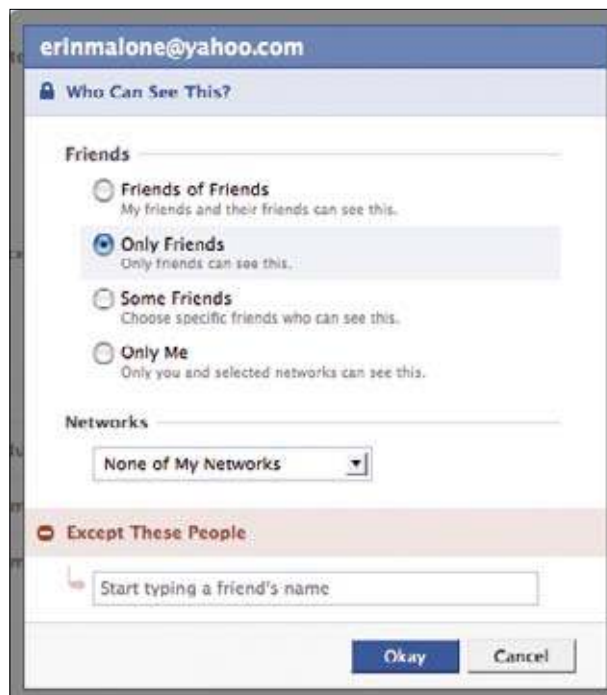 erinmalone@yahoo.com
Who Can See This?
Friends
Friends of Friends
My friends and their friends can see this.
Only Friends
Only friends can see this.
Some Friends
Choose specific friends who can see this.
Only Me
Only you and selected networks can see this.
Networks
None of My Networks
Except These People
Start typing a friend's name
Okay Cancel